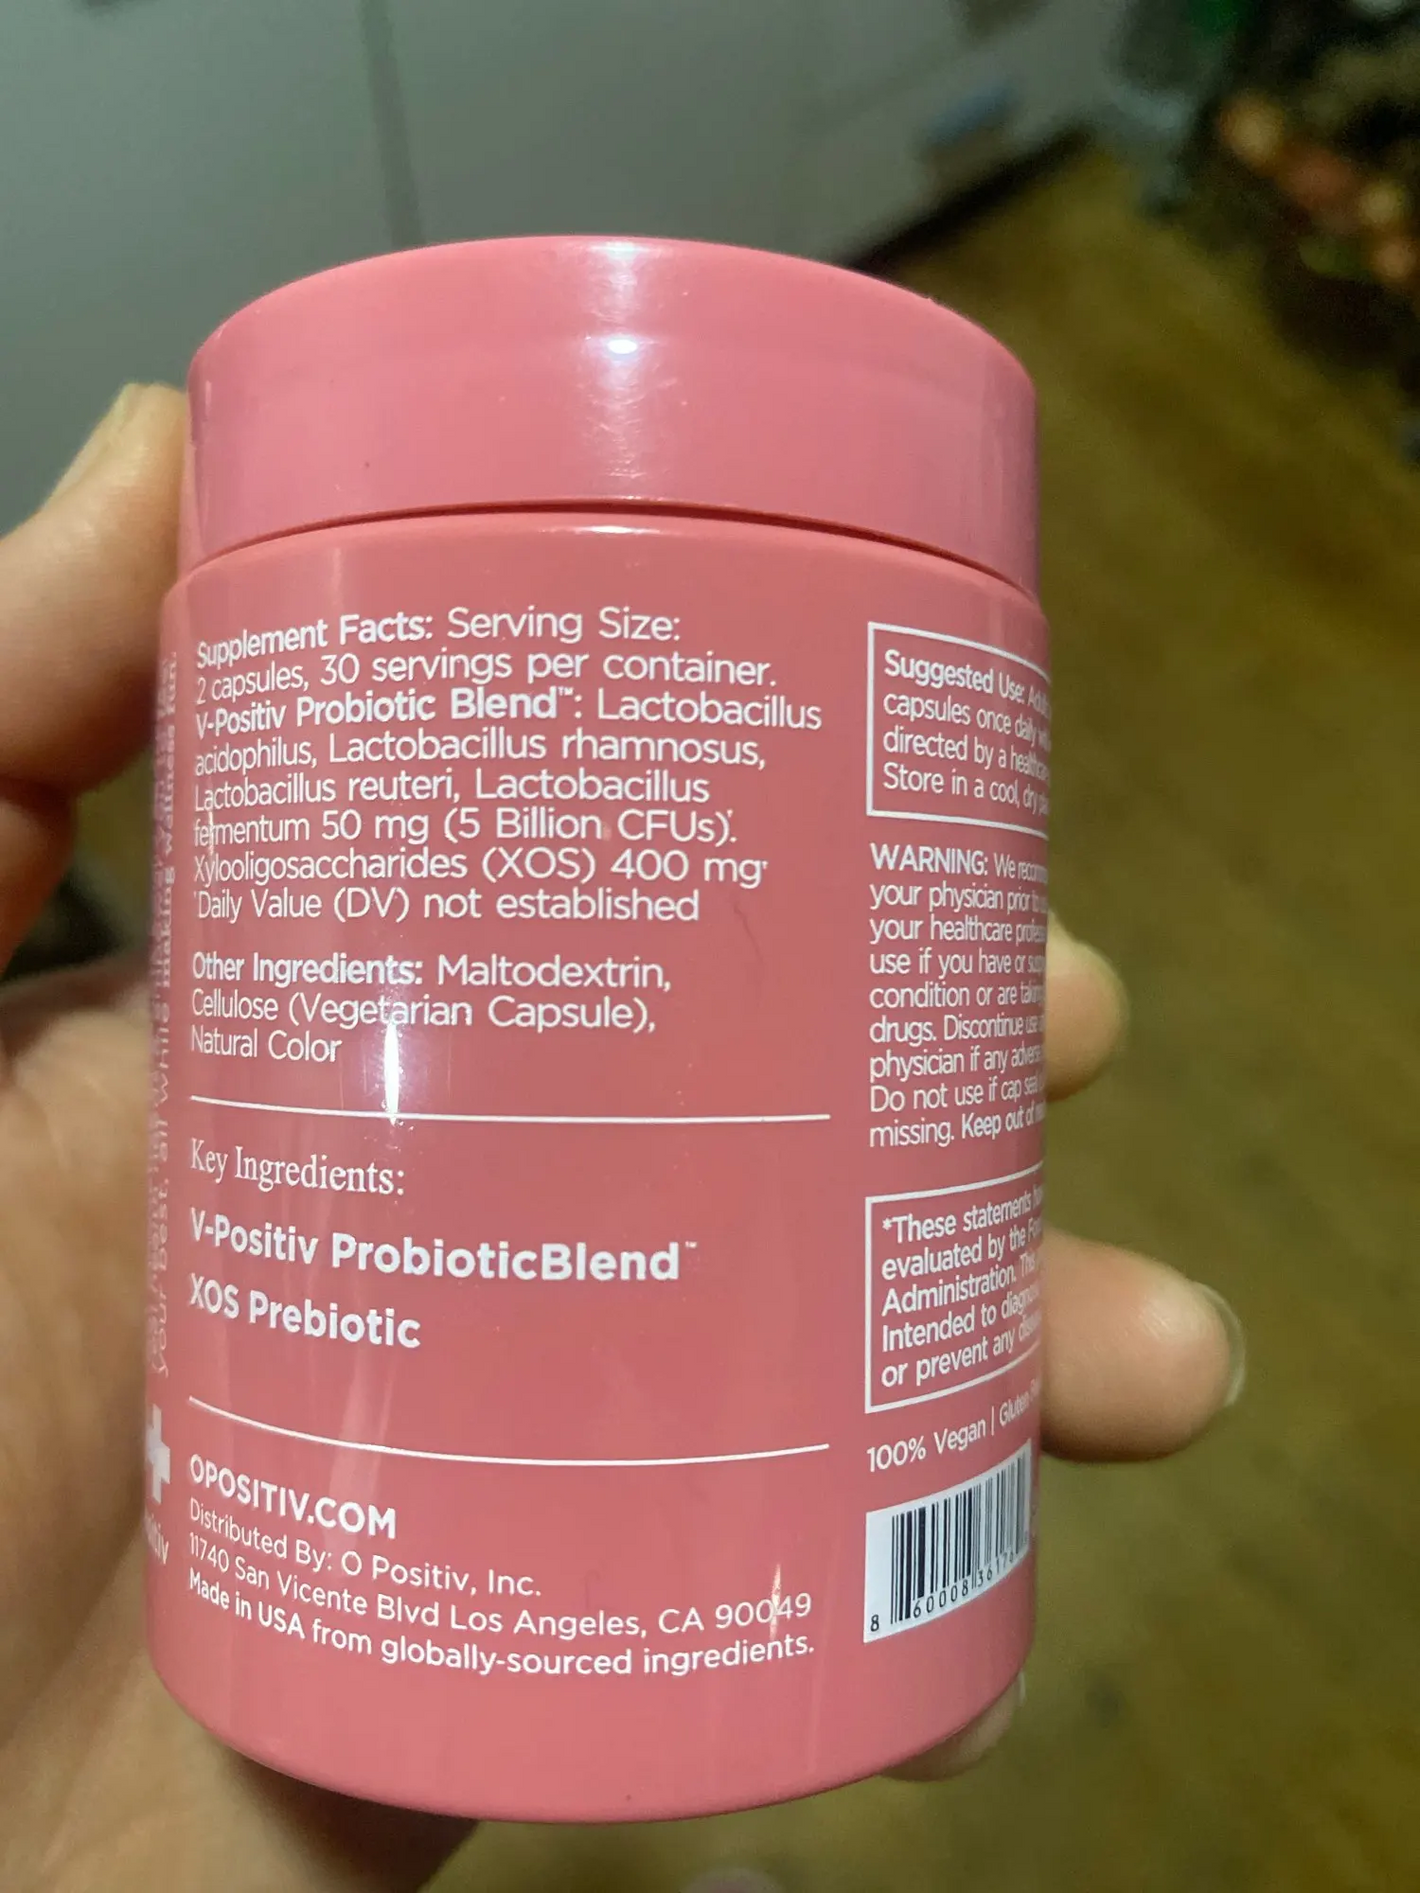 Supplement Facts: Serving Size:
2 capsules, 30 servings per container.
V-Positiv Probiotic Blend™: Lactobacillus
acidophilus, Lactobacillus rhamnosus,
Lactobacillus reuteri, Lactobacillus
fermentum 50 mg (5 Billion CFUs)*.
Xylooligosaccharides (XOS) 400 mg*
*Daily Value (DV) not established
Other Ingredients: Maltodextrin,
Cellulose (Vegetarian Capsule),
Natural Color
Key Ingredients:
V-Positiv ProbioticBlend™
XOS Prebiotic
OPOSITIV.COM
Distributed By: O Positiv, Inc.
11740 San Vicente Blvd Los Angeles, CA 90049
Made in USA from globally-sourced ingredients.
Suggested Use:
capsules once daily
directed by a
Store in a cool, dry
WARNING: We
your physician prior
your healthcare
use if you have or
condition or are
drugs. Discontinue
physician if any
Do not use if cap
missing. Keep out of
*These statements
evaluated by the
Administration. This
Intended to
or prevent any
100% Vegan |
8 60008